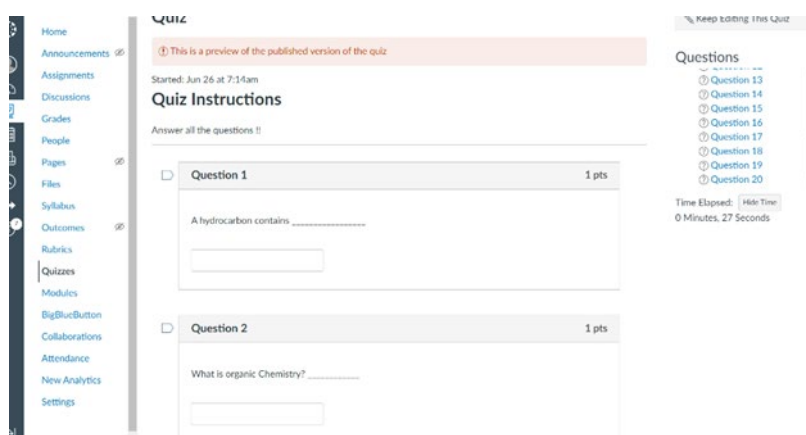 Quiz
Keep Editing This Quiz
Home
Announcements
Assignments
Discussions
Grades
People
Pages
Files
Syllabus
Outcomes
Rubrics
Quizzes
Modules
BigBlueButton
Collaborations
Attendance
New Analytics
Settings
This is a preview of the published version of the quiz
Started: Jun 26 at 7:14am
Quiz Instructions
Answer all the questions !!
Question 1 1 pts
A hydrocarbon contains ________________
Question 2 1 pts
What is organic Chemistry? ___________
Questions
Question 13
Question 14
Question 15
Question 16
Question 17
Question 18
Question 19
Question 20
Time Elapsed: Hide Time
0 Minutes, 27 Seconds